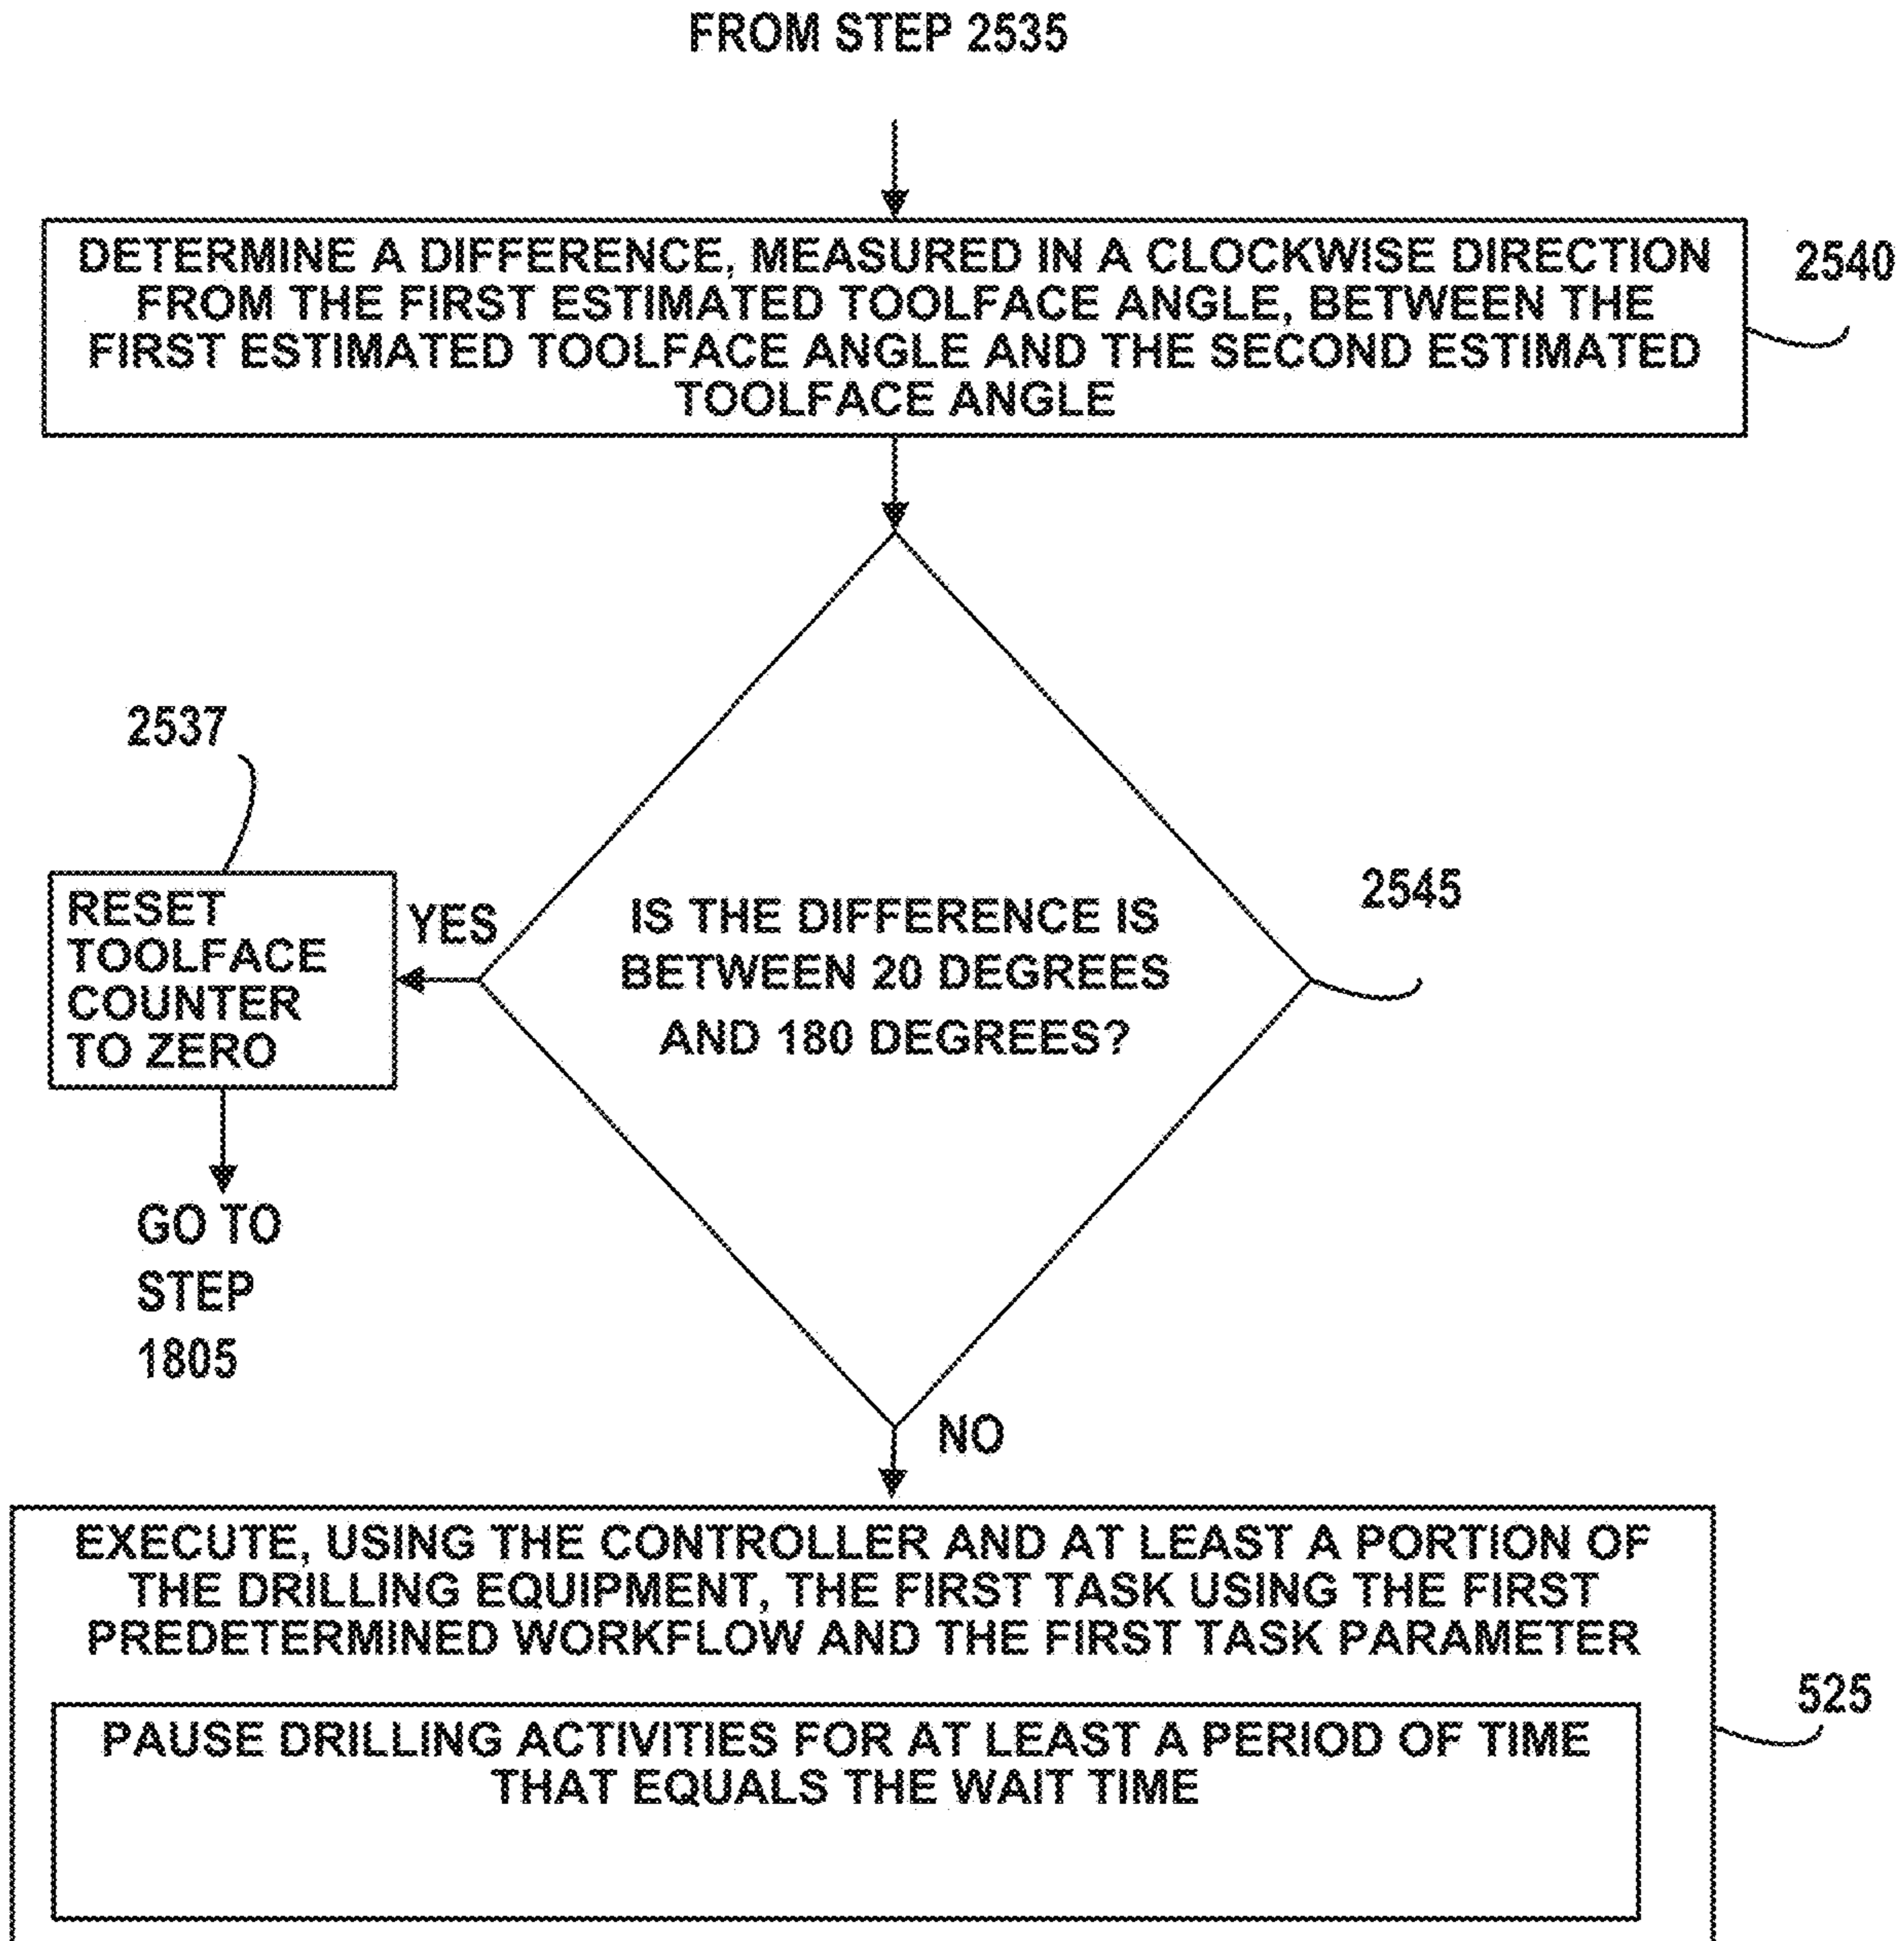 FROM STEP 2535
DETERMINE A DIFFERENCE, MEASURED IN A CLOCKWISE DIRECTION
FROM THE FIRST ESTIMATED TOOLFACE ANGLE, BETWEEN THE
FIRST ESTIMATED TOOLFACE ANGLE AND THE SECOND ESTIMATED
TOOLFACE ANGLE
2540
2537
RESET
TOOLFACE
COUNTER
TO ZERO
YES
IS THE DIFFERENCE IS
BETWEEN 20 DEGREES
AND 180 DEGREES?
2545
GO TO
STEP
1805
NO
EXECUTE, USING THE CONTROLLER AND AT LEAST A PORTION OF
THE DRILLING EQUIPMENT, THE FIRST TASK USING THE FIRST
PREDETERMINED WORKFLOW AND THE FIRST TASK PARAMETER
525
PAUSE DRILLING ACTIVITIES FOR AT LEAST A PERIOD OF TIME
THAT EQUALS THE WAIT TIME